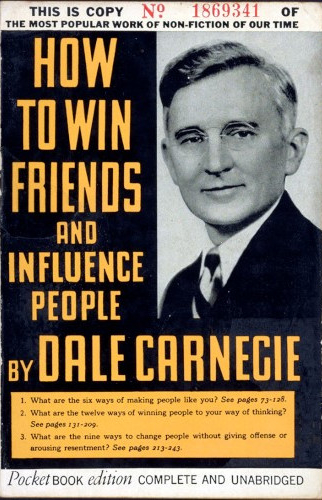 THIS IS COPY No. 1869341 OF
THE MOST POPULAR WORK OF NON-FICTION OF OUR TIME
HOW
TO WIN
FRIENDS
AND
INFLUENCE
PEOPLE
BY DALE CARNEGIE
1. What are the six ways of making people like you? See pages 73-128.
2. What are the twelve ways of winning people to your way of thinking?
See pages 131-209.
3. What are the nine ways to change people without giving offense or
arousing resentment? See pages 213-243.
Pocket BOOK edition COMPLETE AND UNABRIDGED